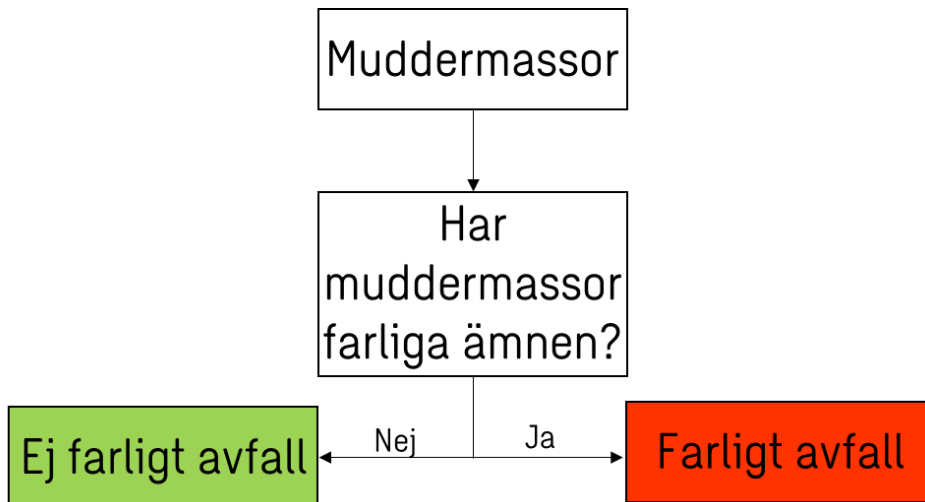 Muddermassor
Har
muddermassor
farliga ämnen?
Nej
Ja
Ej farligt avfall
Farligt avfall